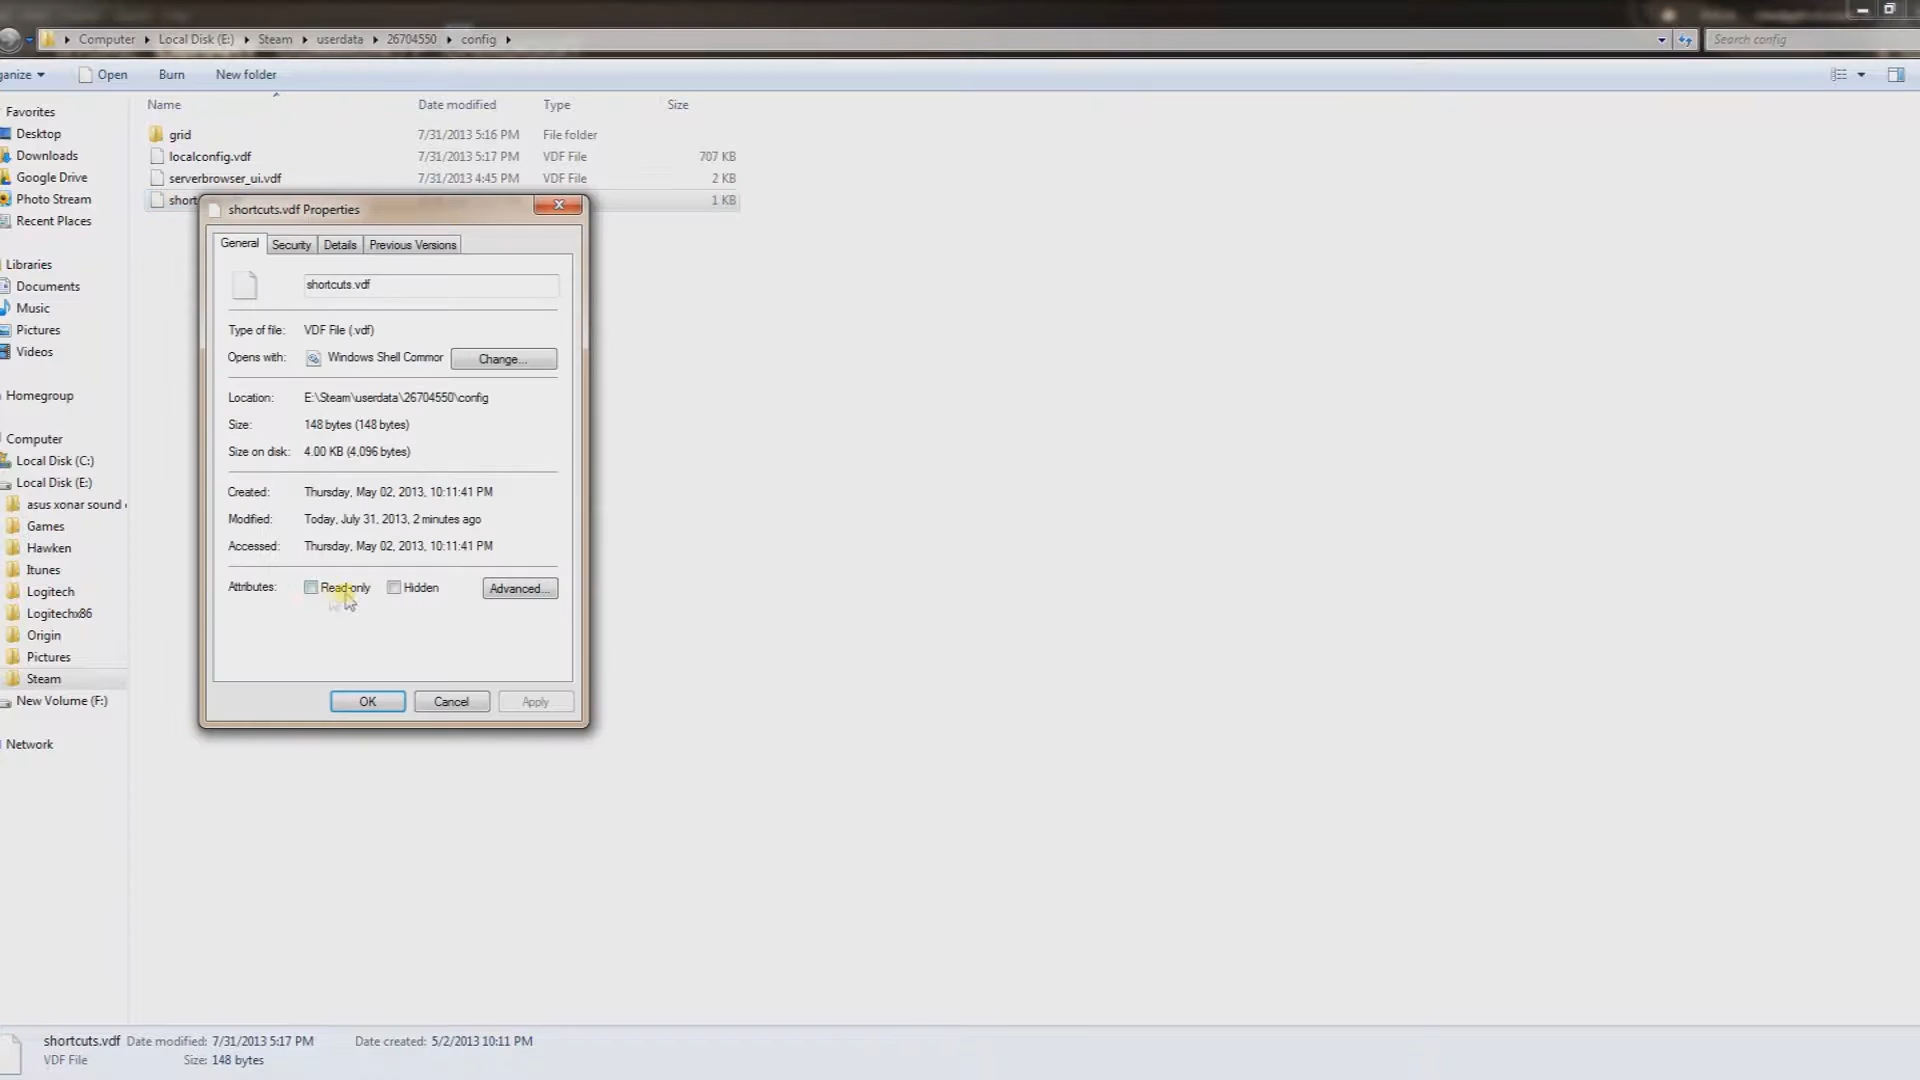 Computer Local Disk (E:) Steam userdata 26704550 config
Search config
ganize Open Burn New folder
Name Date modified Type Size
Favorites
Desktop
Downloads
Google Drive
Photo Stream
Recent Places
Libraries
Documents
Music
Pictures
Videos
Homegroup
Computer
Local Disk (C:)
Local Disk (E:)
asus xonar sound
Games
Hawken
Itunes
Logitech
Logitechx86
Origin
Pictures
Steam
New Volume (F:)
Network
grid 7/31/2013 5:16 PM File folder
localconfig.vdf 7/31/2013 5:17 PM VDF File 707 KB
serverbrowser_ui.vdf 7/31/2013 4:45 PM VDF File 2 KB
short 1 KB
shortcuts.vdf Properties
General Security Details Previous Versions
shortcuts.vdf
Type of file: VDF File (.vdf)
Opens with: Windows Shell Commor Change...
Location: E:\Steam\userdata\26704550\config
Size: 148 bytes (148 bytes)
Size on disk: 4.00 KB (4,096 bytes)
Created: Thursday, May 02, 2013, 10:11:41 PM
Modified: Today, July 31, 2013, 2 minutes ago
Accessed: Thursday, May 02, 2013, 10:11:41 PM
Attributes: Read-only Hidden Advanced...
OK Cancel Apply
shortcuts.vdf Date modified: 7/31/2013 5:17 PM Date created: 5/2/2013 10:11 PM
VDF File Size: 148 bytes